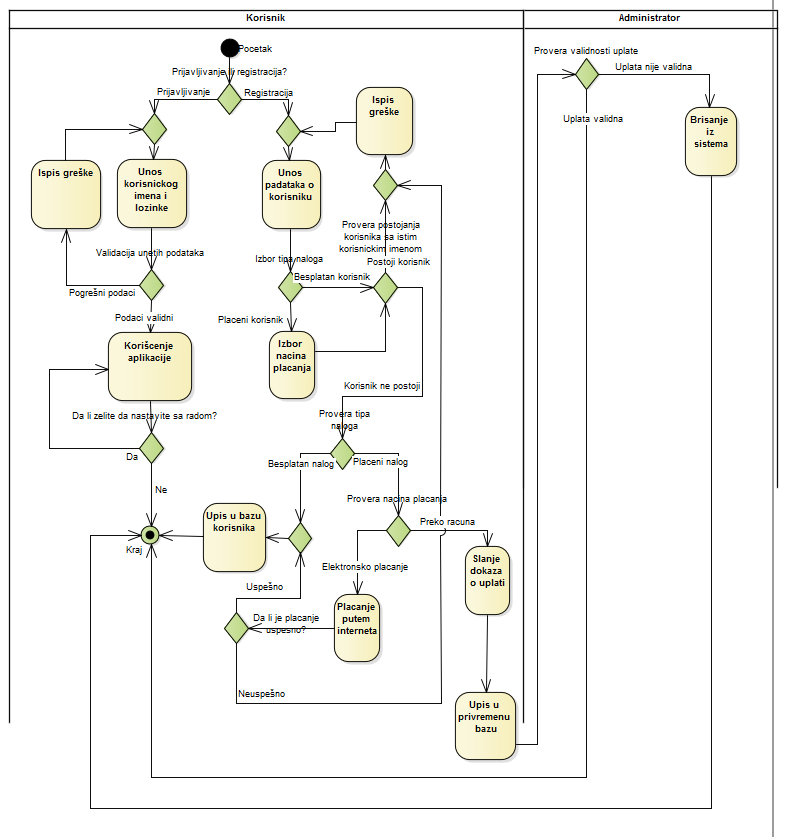 Korisnik
Administrator
Pocetak
Provera validnosti uplate
Prijavljivanje ili registracija?
Uplata nije validna
Prijavljivanje
Registracija
Ispis
greške
Uplata validna
Brisanje
iz
sistema
Ispis greške
Unos
korisnickog
imena i
lozinke
Unos
padataka o
korisniku
Provera postojanja
korisnika sa istim
korisnickim imenom
Validacija unetih podataka
Izbor tipa naloga
Postoji korisnik
Besplatan korisnik
Pogrešni podaci
Podaci validni
Placeni korisnik
Korišcenje
aplikacije
Izbor
nacina
placanja
Korisnik ne postoji
Da li zelite da nastavite sa radom?
Provera tipa
naloga
Da
Besplatan nalog
Placeni nalog
Ne
Provera nacina placanja
Upis u bazu
korisnika
Preko racuna
Kraj
Slanje
dokaza
o uplati
Elektronsko placanje
Uspešno
Placanje
putem
interneta
Da li je placanje
uspesno?
Neuspešno
Upis u
privremenu
bazu